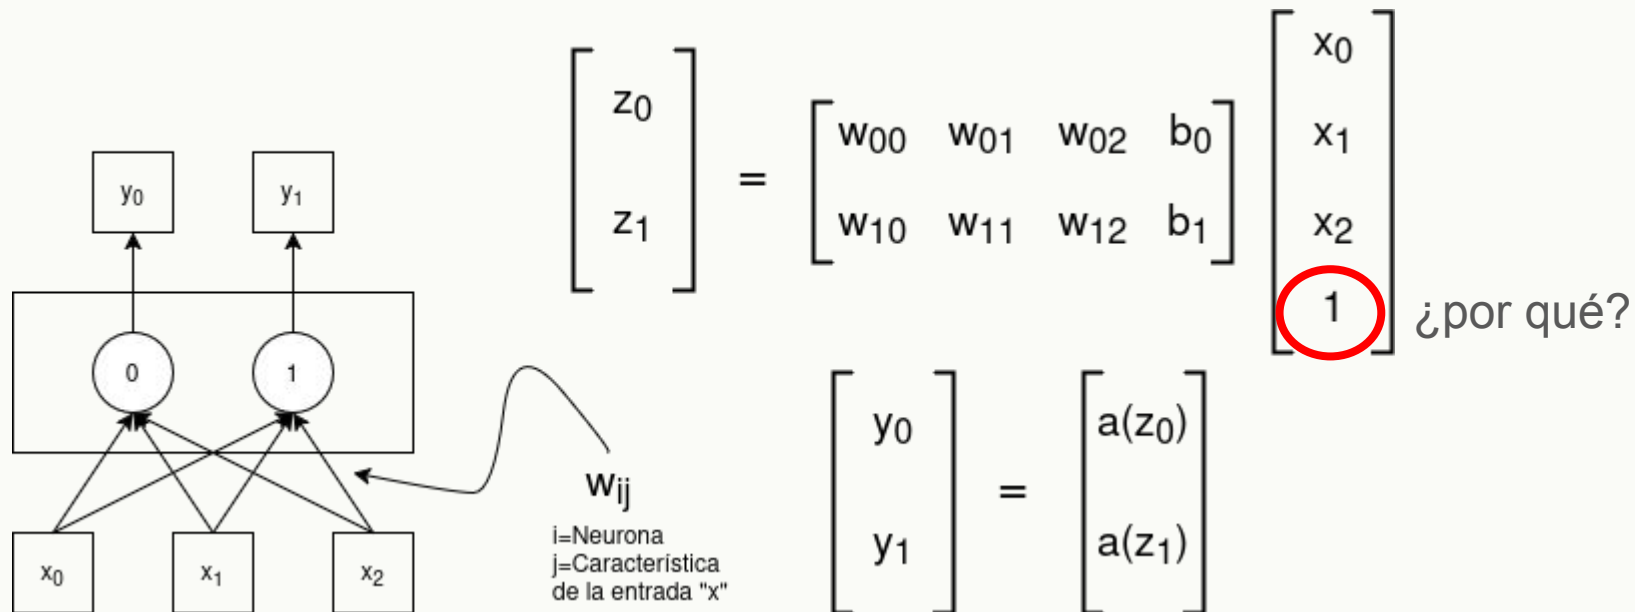 y₀ y₁
0 1
x₀ x₁ x₂
wᵢⱼ
i=Neurona
j=Característica
de la entrada "x"
z₀
z₁
=
w₀₀ w₀₁ w₀₂ b₀
w₁₀ w₁₁ w₁₂ b₁
x₀
x₁
x₂
1 ¿por qué?
y₀
y₁
=
a(z₀)
a(z₁)